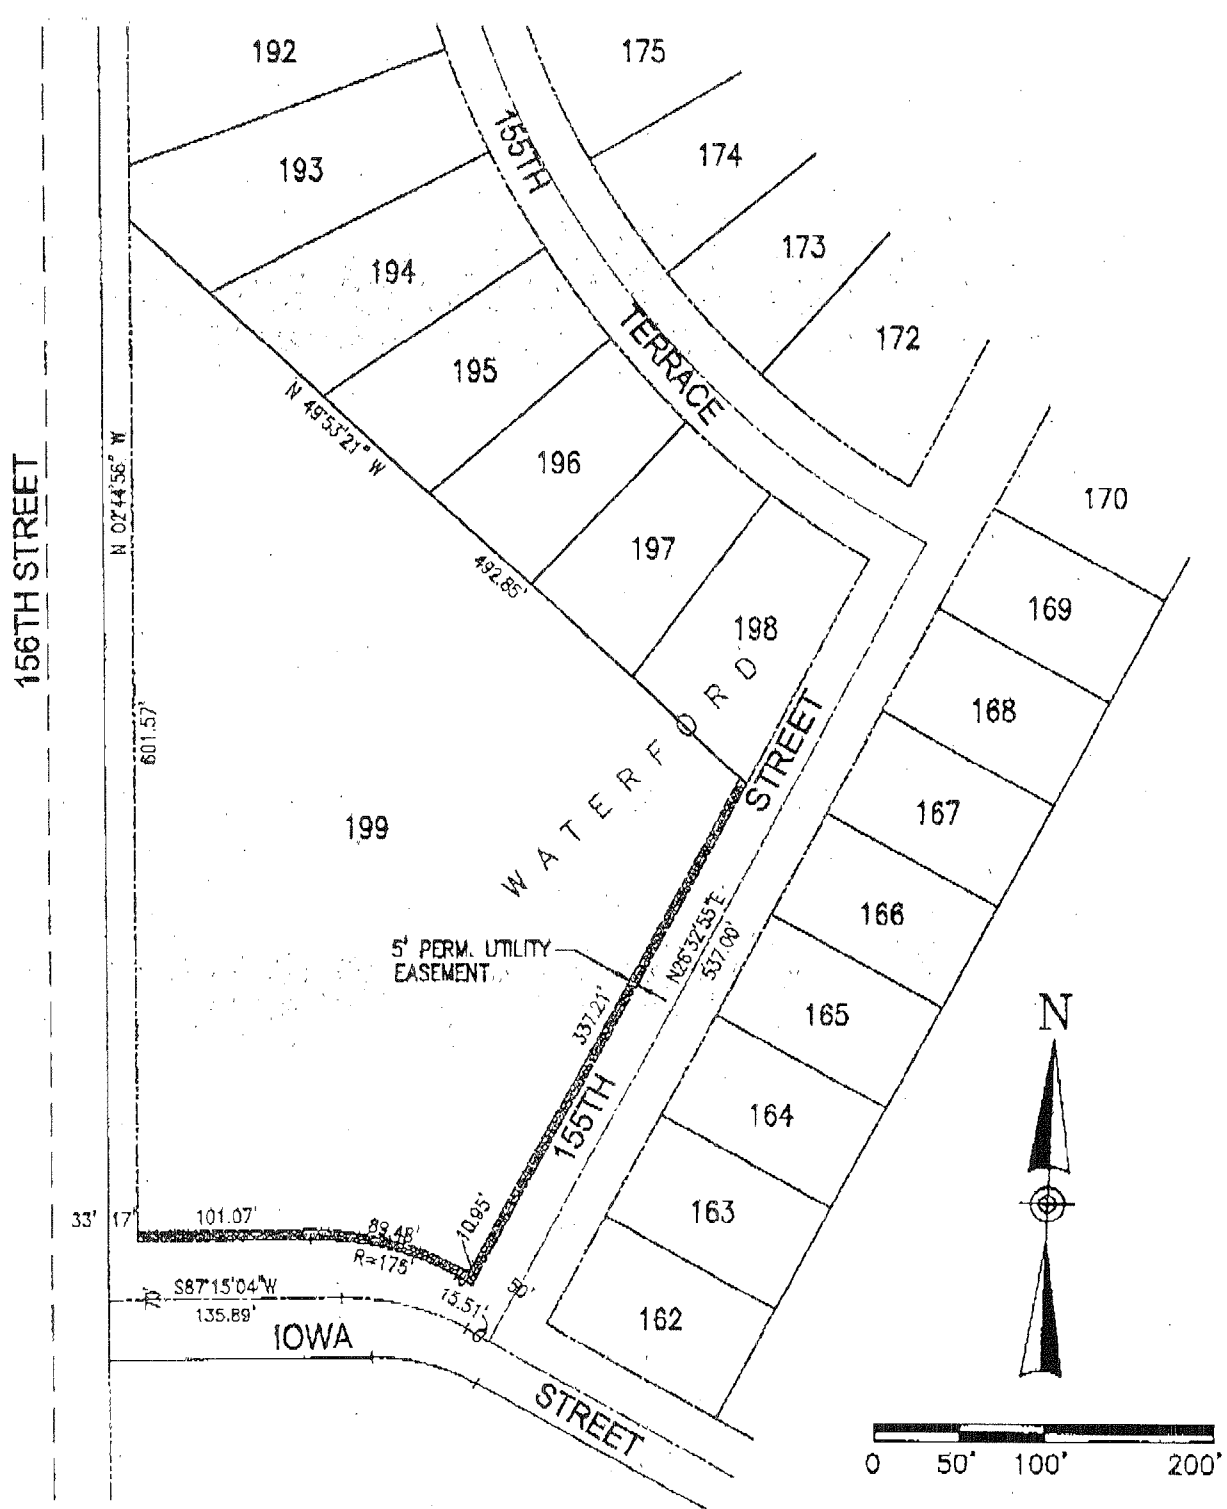 192
175
193
155TH
174
194
173
TERRACE
172
195
N 49°53'21" W
196
N 02°44'56" W
170
156TH STREET
197
492.85'
169
198
WATERFORD
168
STREET
601.57'
167
199
166
5' PERM. UTILITY
EASEMENT
N26°32'55"E
537.00'
165
337.21'
N
164
155TH
163
33'
17'
101.07'
89.48'
R=175'
10.95'
S87°15'04"W
70'
135.89'
15.51'
50'
162
IOWA
STREET
0
50'
100'
200'